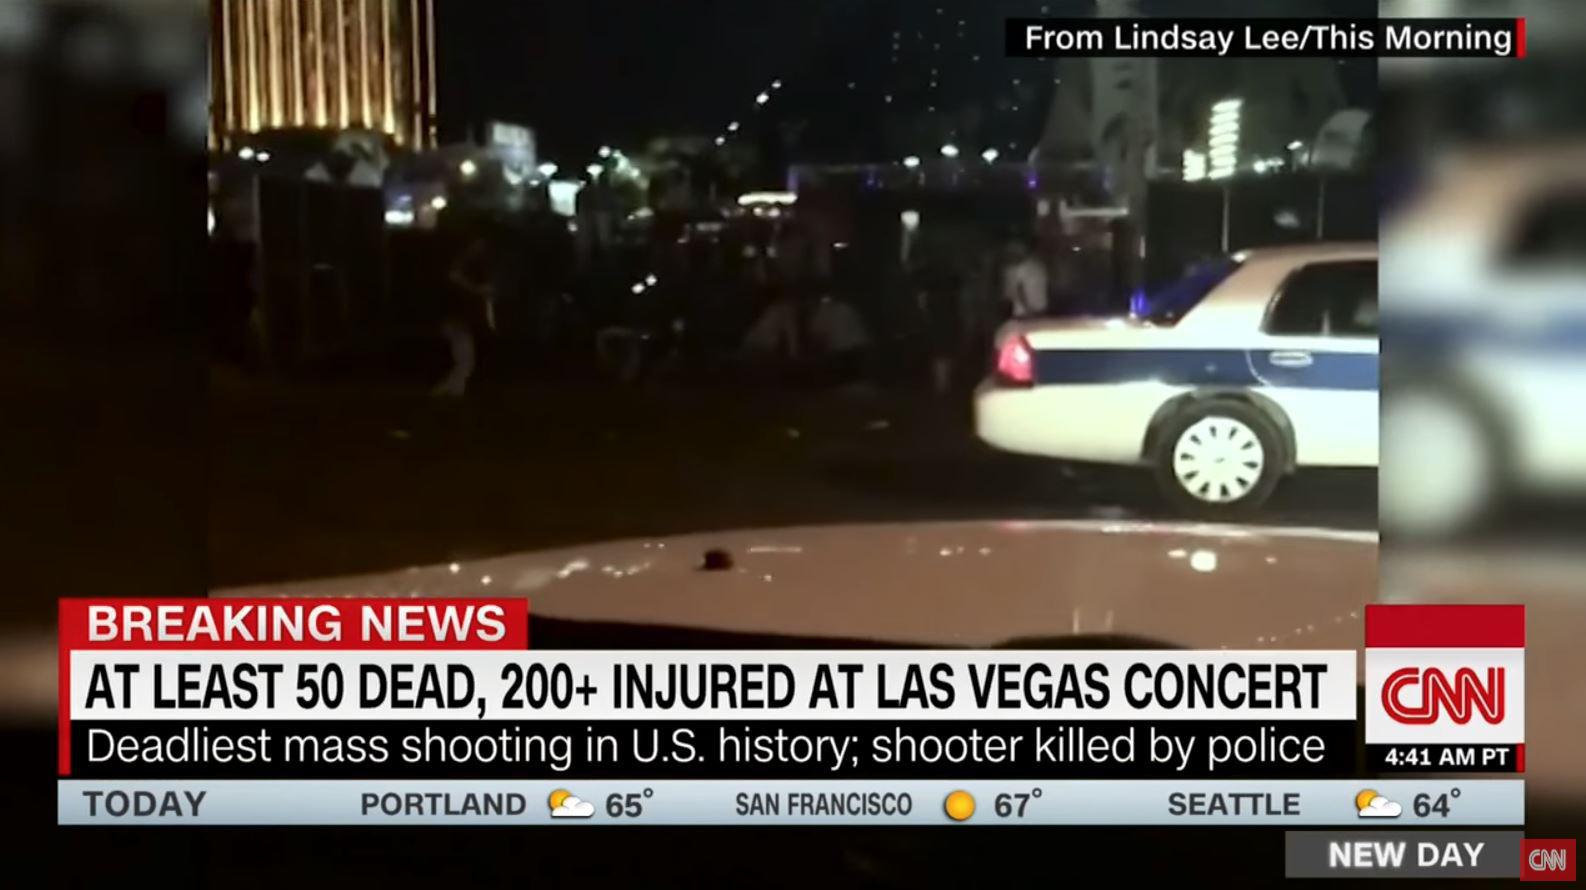 From Lindsay Lee/This Morning
BREAKING NEWS
AT LEAST 50 DEAD, 200+ INJURED AT LAS VEGAS CONCERT
Deadliest mass shooting in U.S. history; shooter killed by police
CNN
4:41 AM PT
TODAY PORTLAND 65° SAN FRANCISCO 67° SEATTLE 64°
NEW DAY
CNN